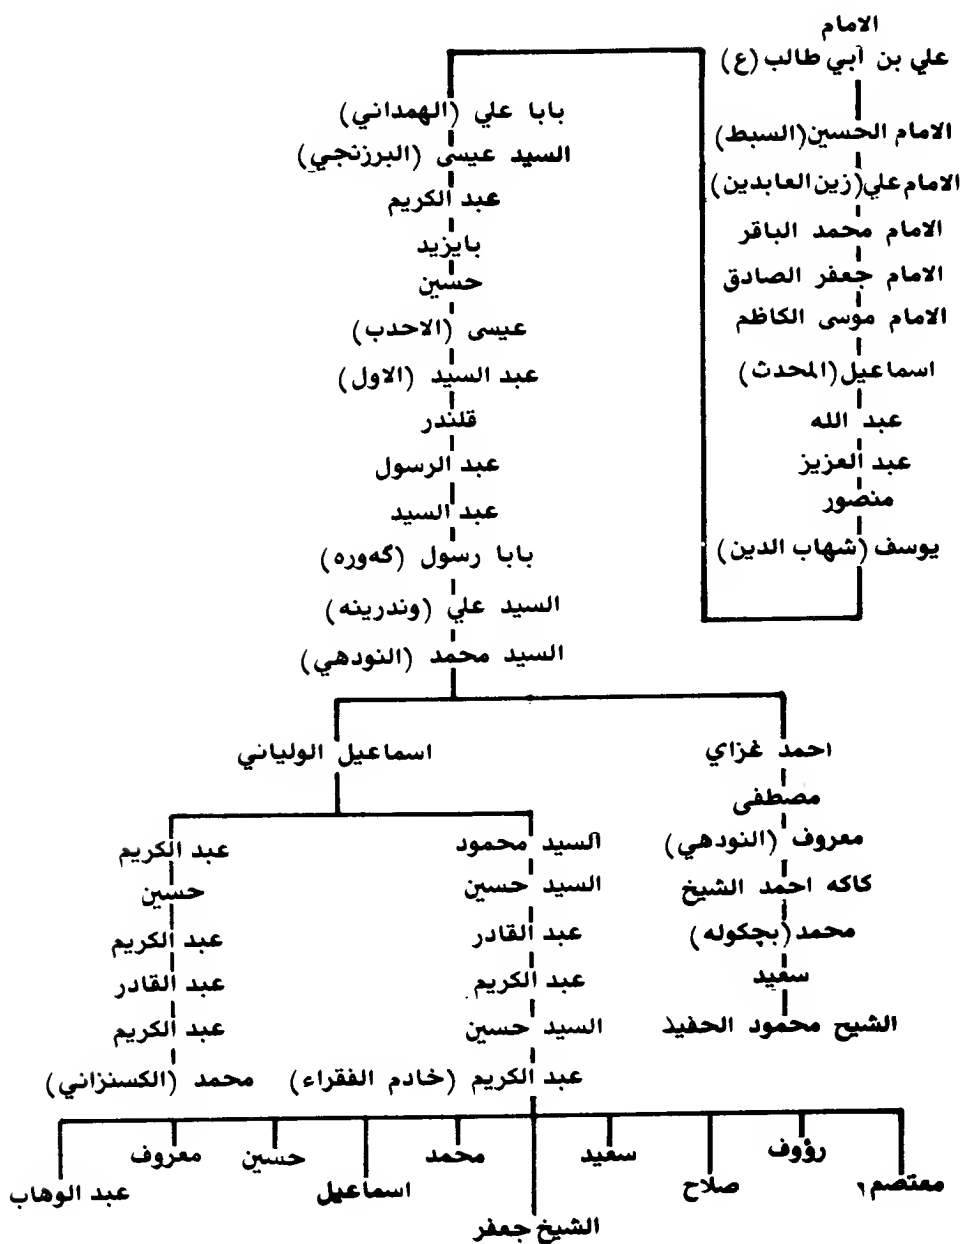 الامام
علي بن أبي طالب (ع)
الامام الحسين (السبط)
الامام علي (زين العابدين)
الامام محمد الباقر
الامام جعفر الصادق
الامام موسى الكاظم
اسماعيل (المحدث)
عبد الله
عبد العزيز
منصور
يوسف (شهاب الدين)
بابا علي (الهمداني)
السيد عيسى (البرزنجي)
عبد الكريم
بايزيد
حسين
عيسى (الاحدب)
عبد السيد (الاول)
قلندر
عبد الرسول
عبد السيد
بابا رسول (گەوره)
السيد علي (وندرينه)
السيد محمد (النودهي)
احمد غزاي
مصطفى
معروف (النودهي)
كاكه احمد الشيخ
محمد (بچكوله)
سعيد
الشيخ محمود الحفيد
اسماعيل الولياني
السيد محمود
السيد حسين
عبد القادر
عبد الكريم
السيد حسين
عبد الكريم (خادم الفقراء)
عبد الكريم
حسين
عبد الكريم
عبد القادر
عبد الكريم
محمد (الكسنزاني)
معتصم
رؤوف
صلاح
سعيد
الشيخ جعفر
محمد
اسماعيل
حسين
معروف
عبد الوهاب